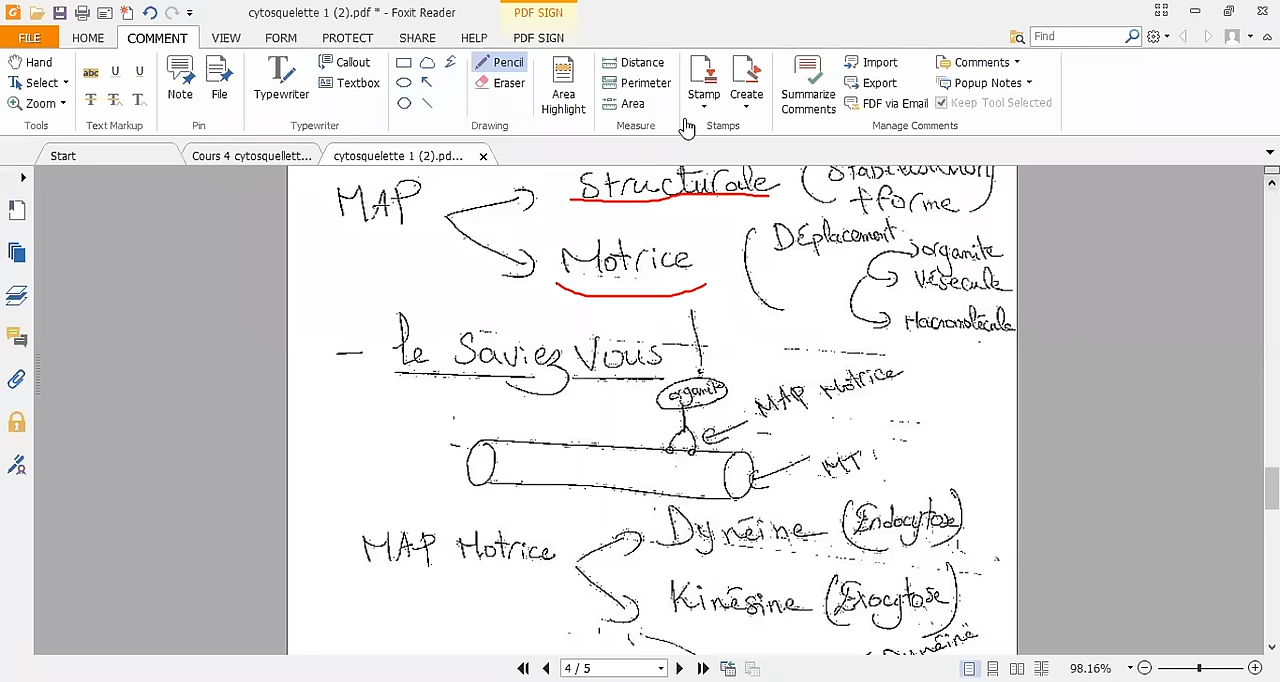 cytosquelette 1 (2).pdf * - Foxit Reader
PDF SIGN
FILE HOME COMMENT VIEW FORM PROTECT SHARE HELP PDF SIGN
Find
Hand
Select
Zoom
Tools
abc U U
T T T
Text Markup
Note
File
Pin
Typewriter
Callout
Textbox
Typewriter
Pencil
Eraser
Drawing
Area Highlight
Distance
Perimeter
Area
Measure
Stamp
Create
Stamps
Summarize Comments
Import
Export
FDF via Email
Comments
Popup Notes
Keep Tool Selected
Manage Comments
Start
Cours 4 cytosquellett...
cytosquelette 1 (2).pd...
MAP
Structurale
+forme
Motrice
(Déplacement
organite
Vésecule
Macromolécule
- le Saviez Vous
organite
MAP Motrice
MT
MAP Motrice
Dynéine (Endocytose)
Kinésine (Exocytose)
Dynéine
4 / 5
98.16%